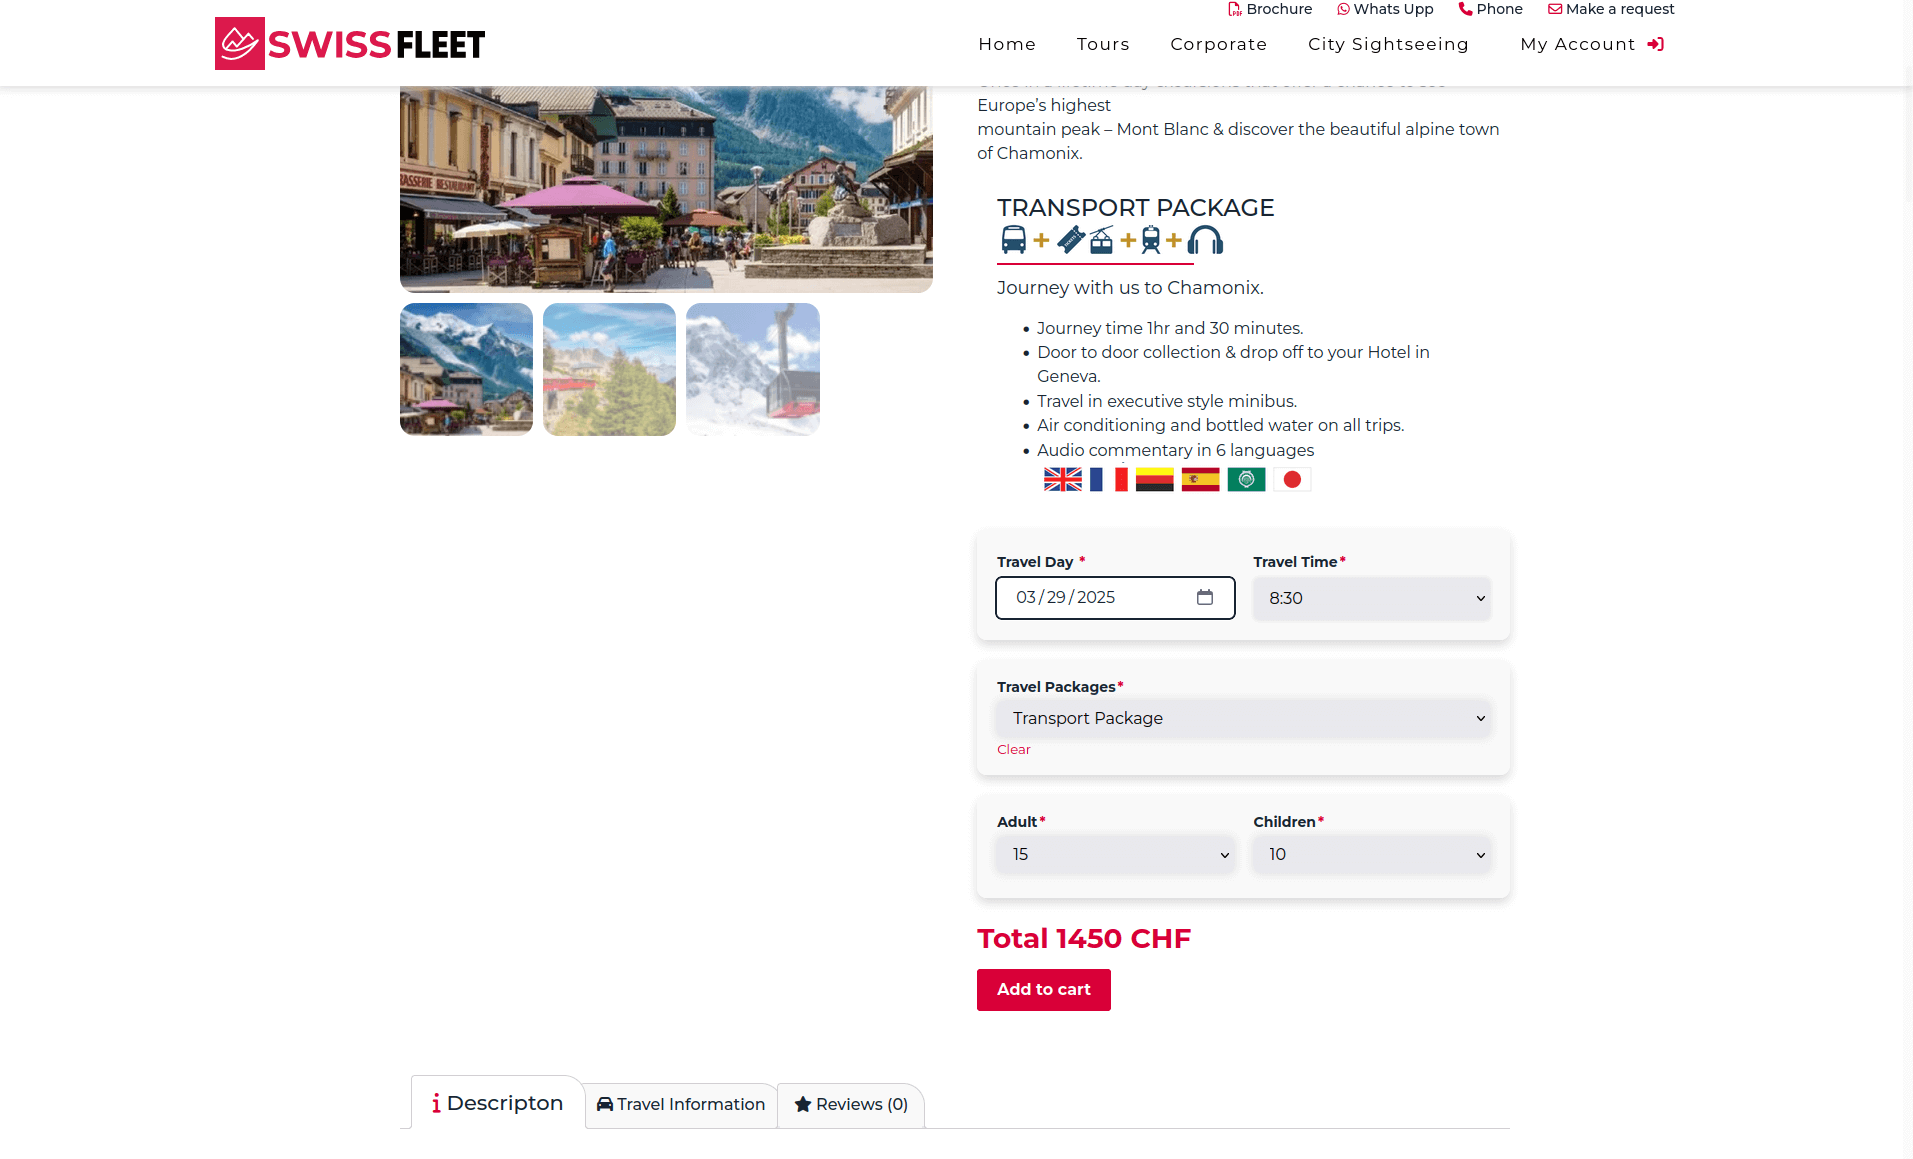 Brochure
Whats Upp
Phone
Make a request
SWISS FLEET
Home
Tours
Corporate
City Sightseeing
My Account
Europe's highest
mountain peak – Mont Blanc & discover the beautiful alpine town
of Chamonix.
BRASSERIE RESTAURANT
TRANSPORT PACKAGE
Journey with us to Chamonix.
Journey time 1hr and 30 minutes.
Door to door collection & drop off to your Hotel in
Geneva.
Travel in executive style minibus.
Air conditioning and bottled water on all trips.
Audio commentary in 6 languages
Travel Day *
Travel Time*
03/29/2025
8:30
Travel Packages*
Transport Package
Clear
Adult*
Children*
15
10
Total 1450 CHF
Add to cart
Descripton
Travel Information
Reviews (0)